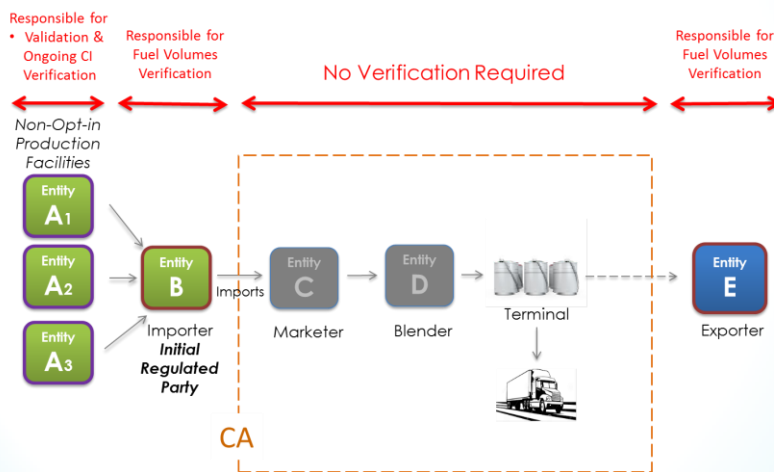 Responsible for
• Validation &
Ongoing CI
Verification
Responsible for
Fuel Volumes
Verification
No Verification Required
Responsible for
Fuel Volumes
Verification
Non-Opt-in
Production
Facilities
Entity
A1
Entity
A2
Entity
A3
Entity
B
Importer
Initial
Regulated
Party
Imports
Entity
C
Marketer
Entity
D
Blender
Terminal
Entity
E
Exporter
CA